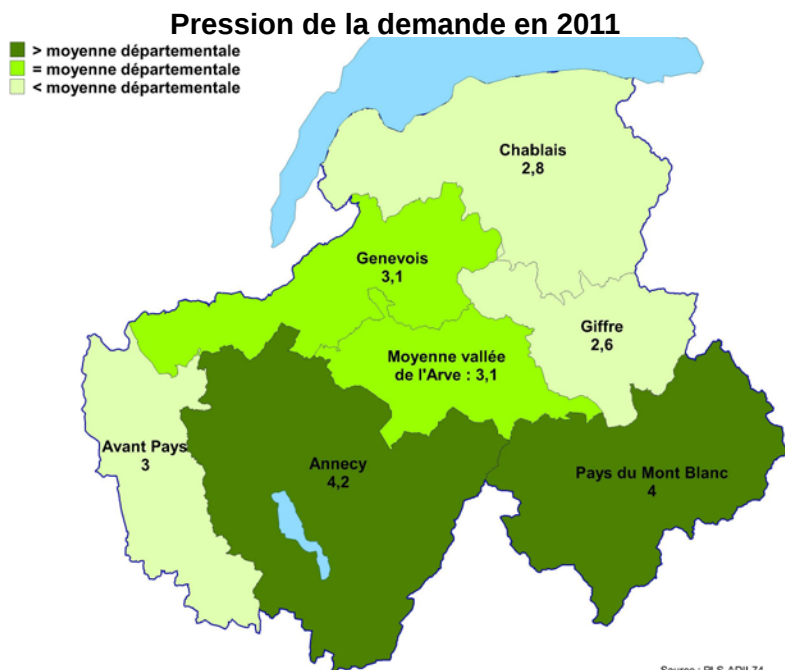 Pression de la demande en 2011
> moyenne départementale
= moyenne départementale
< moyenne départementale
Chablais
2,8
Genevois
3,1
Giffre
2,6
Moyenne vallée
de l'Arve : 3,1
Avant Pays
3
Annecy
4,2
Pays du Mont Blanc
4